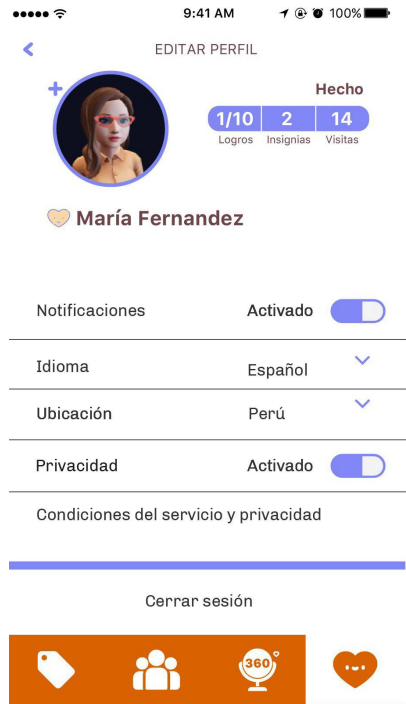 9:41 AM 100%
EDITAR PERFIL
Hecho
1/10 2 14
Logros Insignias Visitas
María Fernandez
Notificaciones Activado
Idioma Español
Ubicación Perú
Privacidad Activado
Condiciones del servicio y privacidad
Cerrar sesión
360